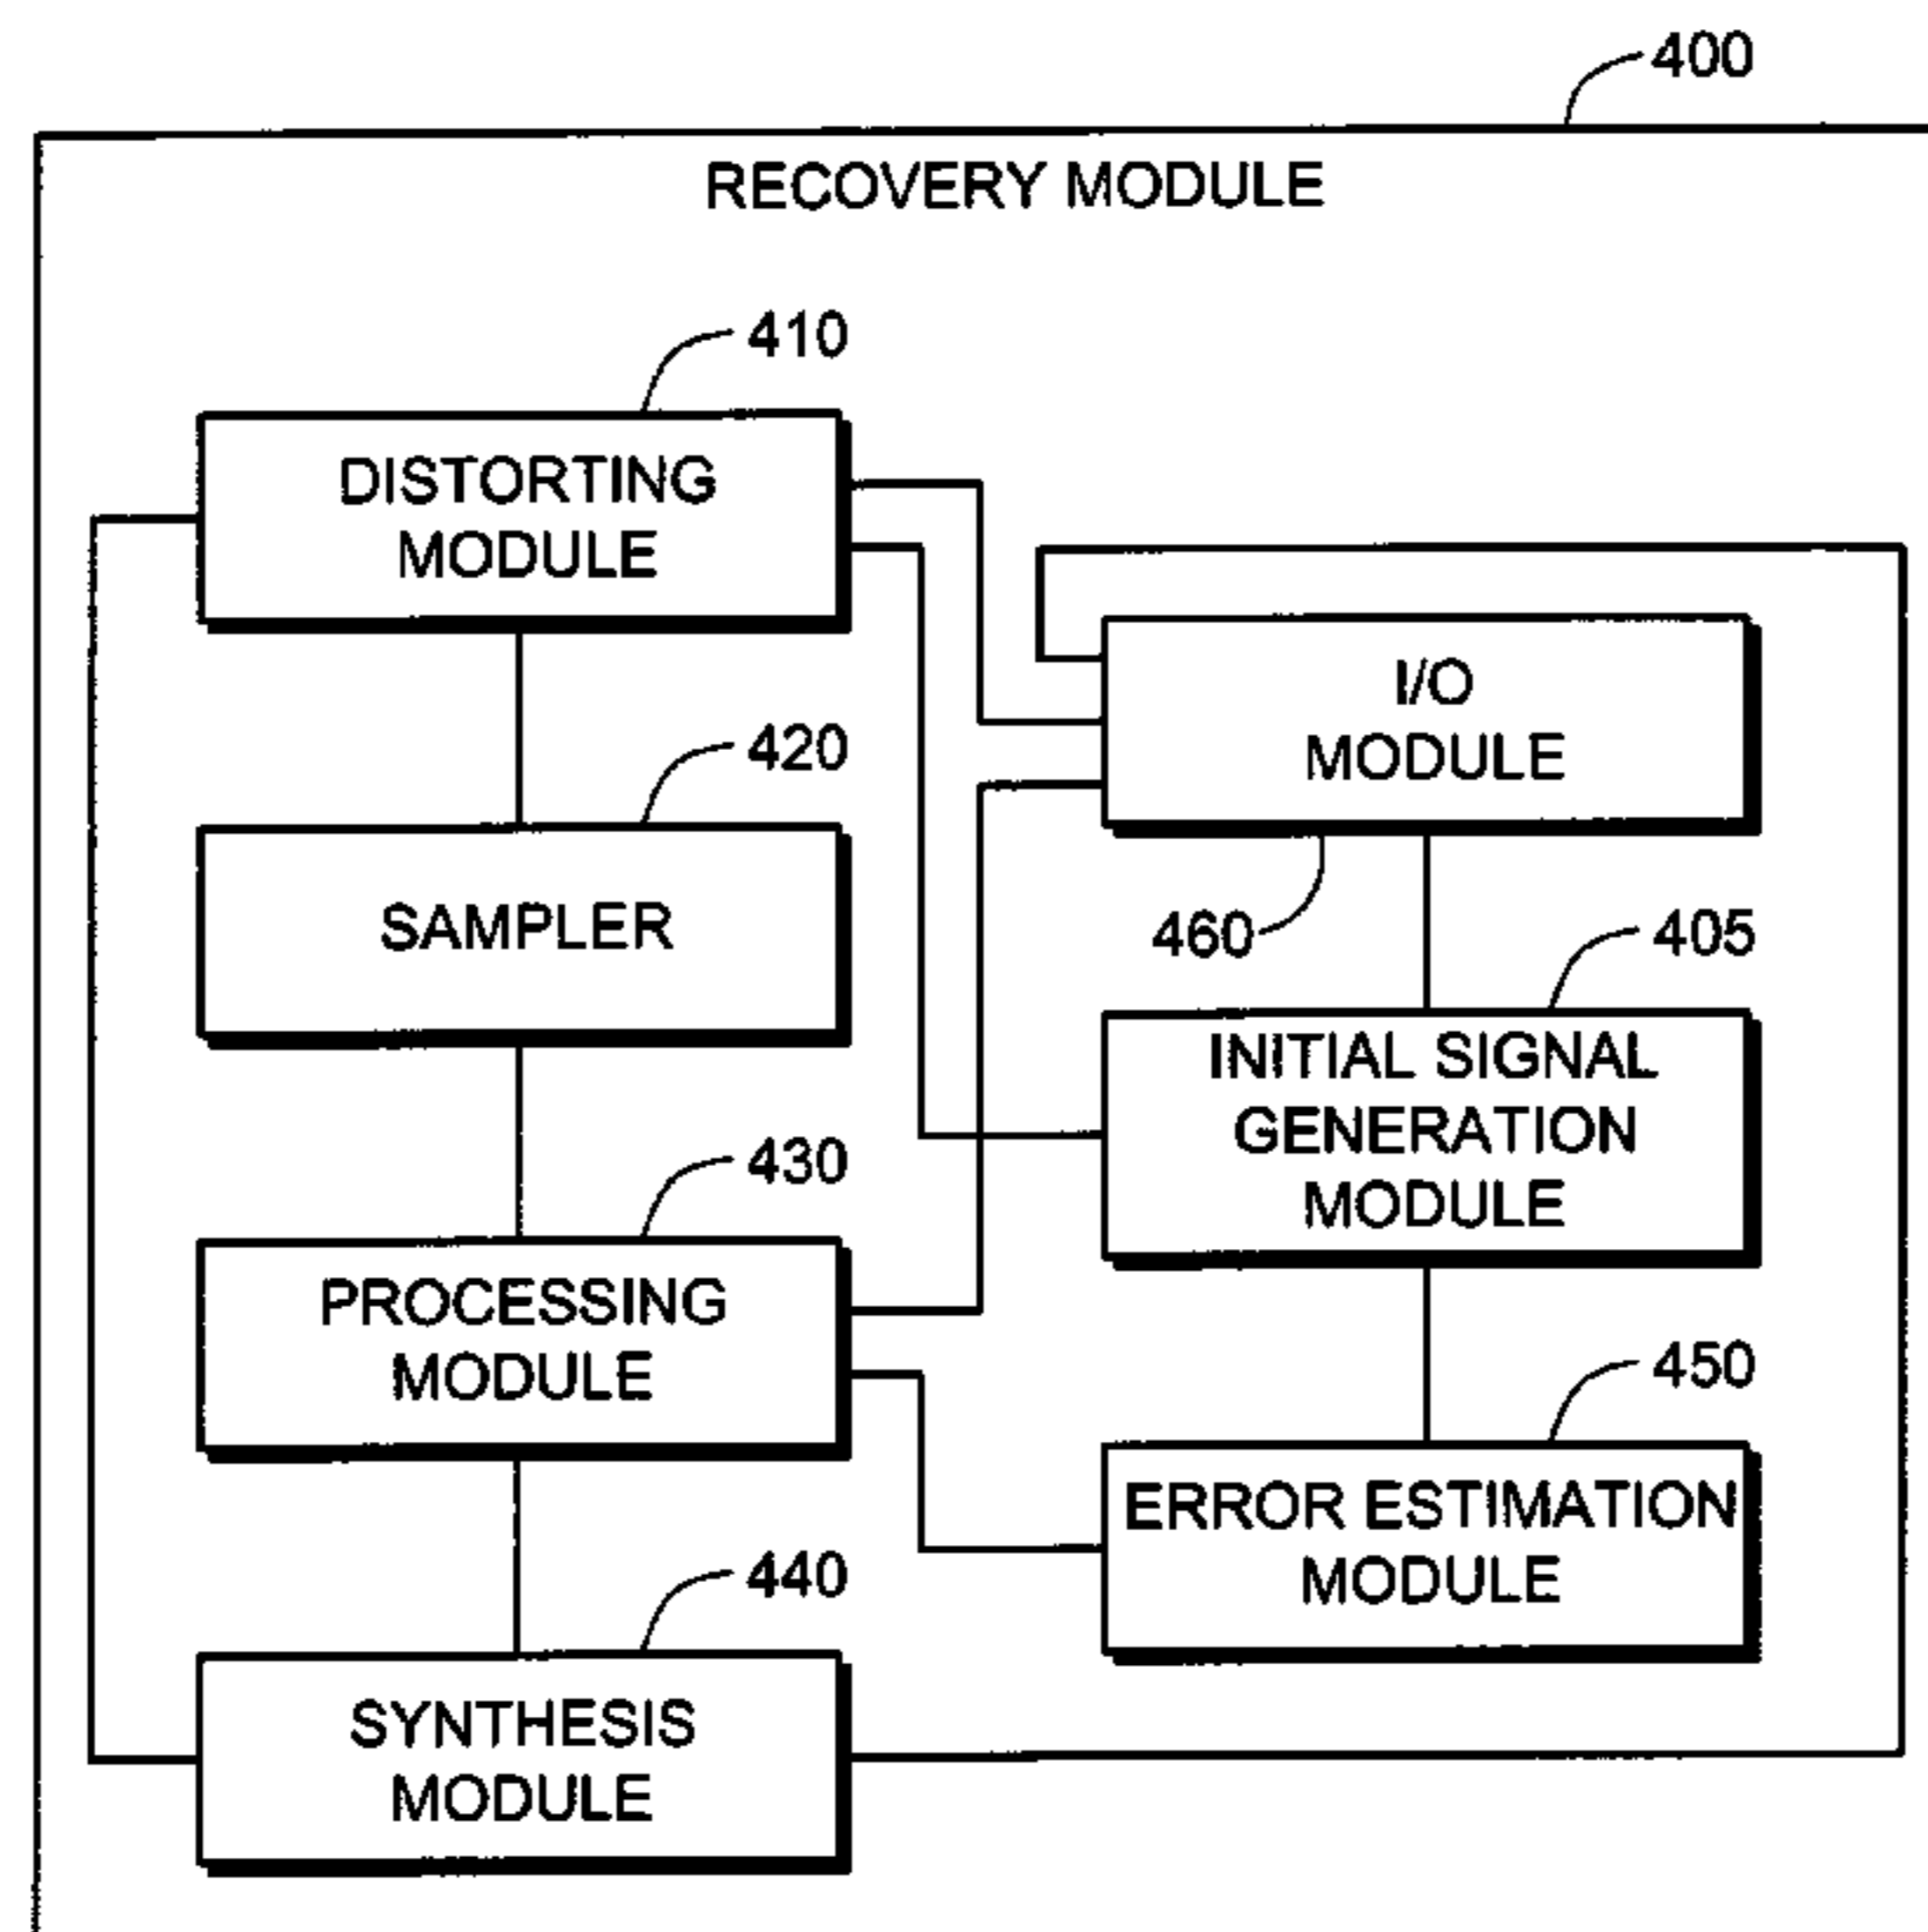 400
RECOVERY MODULE
410
DISTORTING
MODULE
I/O
MODULE
420
SAMPLER
460
405
INITIAL SIGNAL
GENERATION
MODULE
430
PROCESSING
MODULE
450
ERROR ESTIMATION
MODULE
440
SYNTHESIS
MODULE